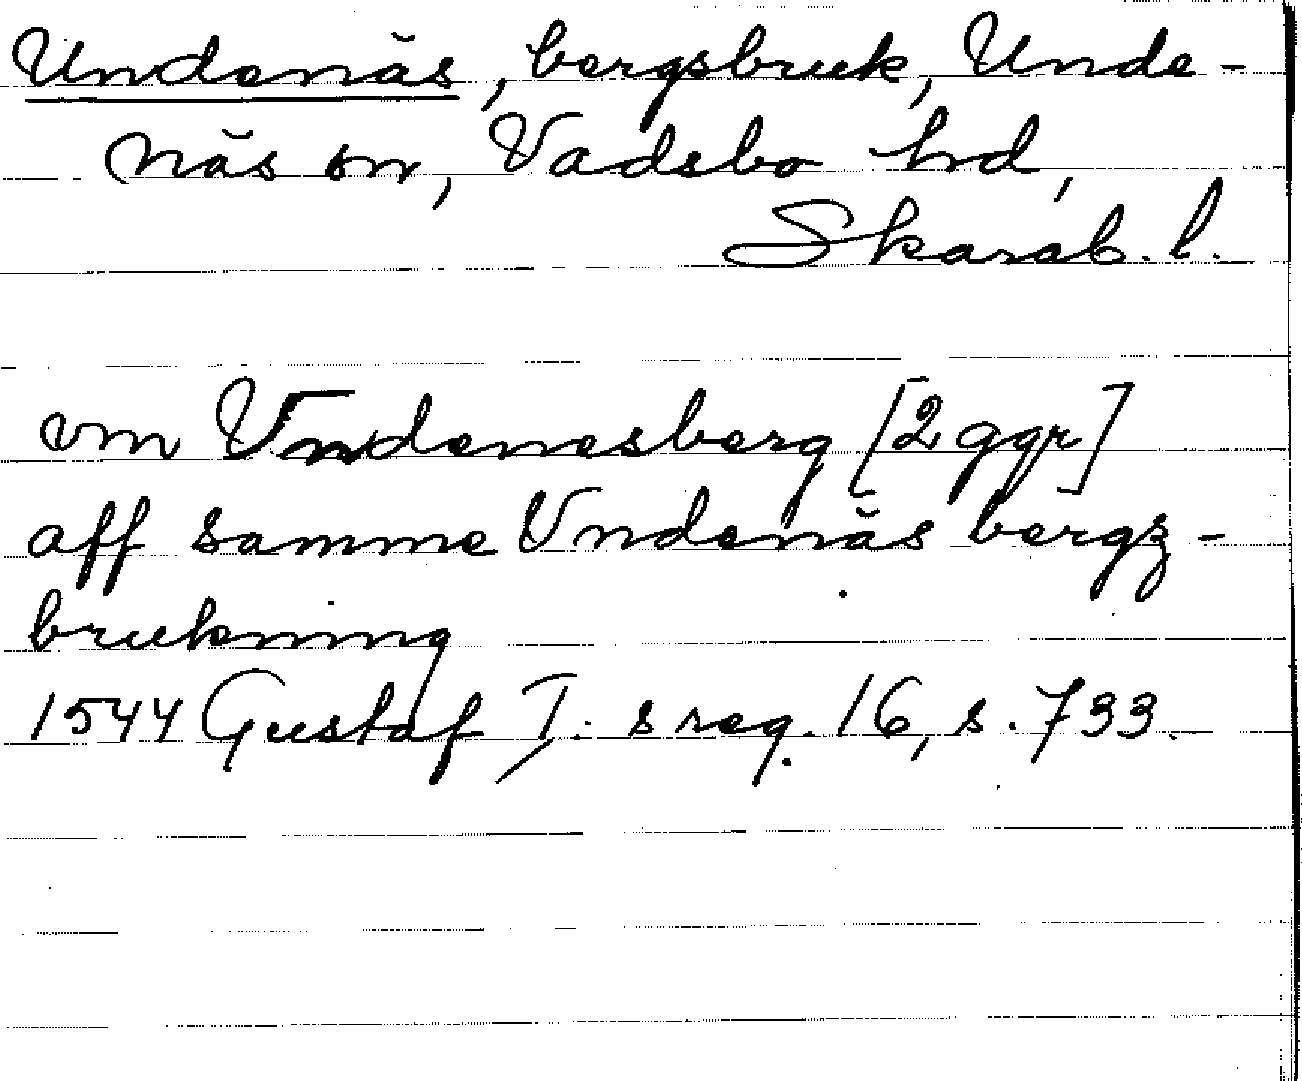 Undenäs, bergsbruk, Unde-
näs sn, Vadsbo hd,
Skarab. l.
om Vndenesberg [2 ggr]
aff samme Vndenäs bergz-
brukning
1544 Gustaf I:s reg. 16, s. 733.